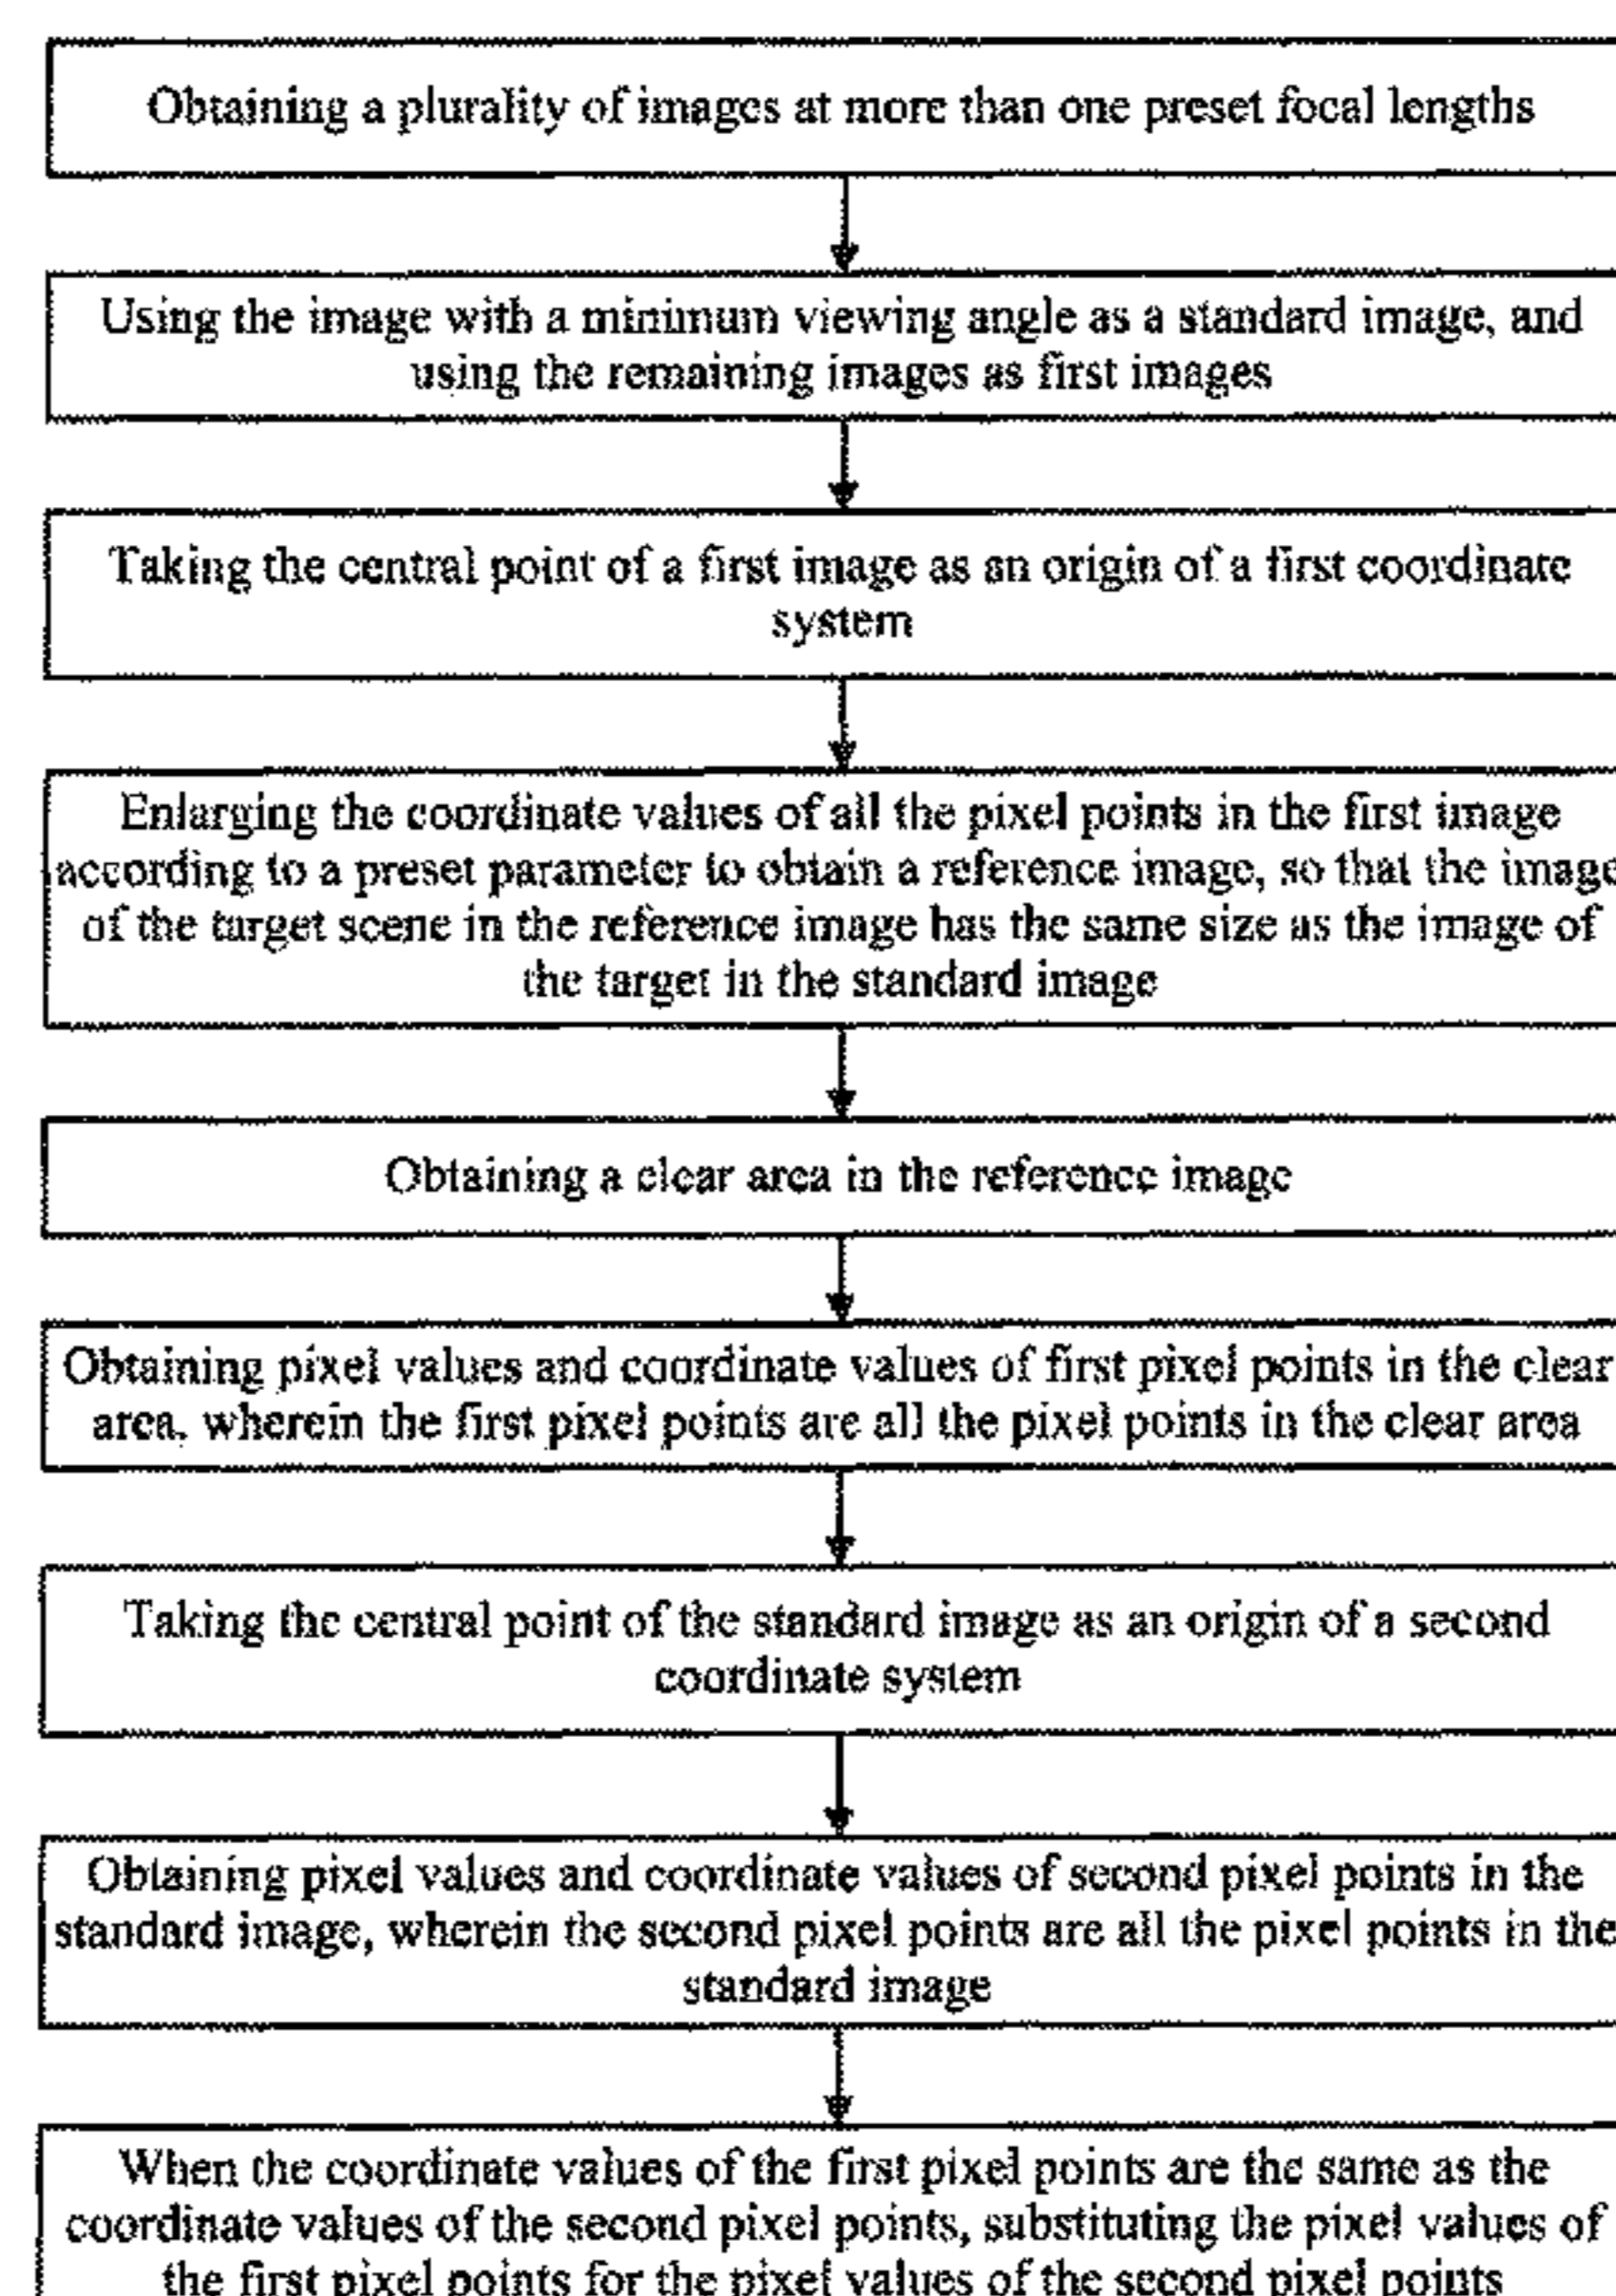 Obtaining a plurality of images at more than one preset focal lengths
Using the image with a minimum viewing angle as a standard image, and
using the remaining images as first images
Taking the central point of a first image as an origin of a first coordinate
system
Enlarging the coordinate values of all the pixel points in the first image
according to a preset parameter to obtain a reference image, so that the image
of the target scene in the reference image has the same size as the image of
the target in the standard image
Obtaining a clear area in the reference image
Obtaining pixel values and coordinate values of first pixel points in the clear
area, wherein the first pixel points are all the pixel points in the clear area
Taking the central point of the standard image as an origin of a second
coordinate system
Obtaining pixel values and coordinate values of second pixel points in the
standard image, wherein the second pixel points are all the pixel points in the
standard image
When the coordinate values of the first pixel points are the same as the
coordinate values of the second pixel points, substituting the pixel values of
the first pixel points for the pixel values of the second pixel points